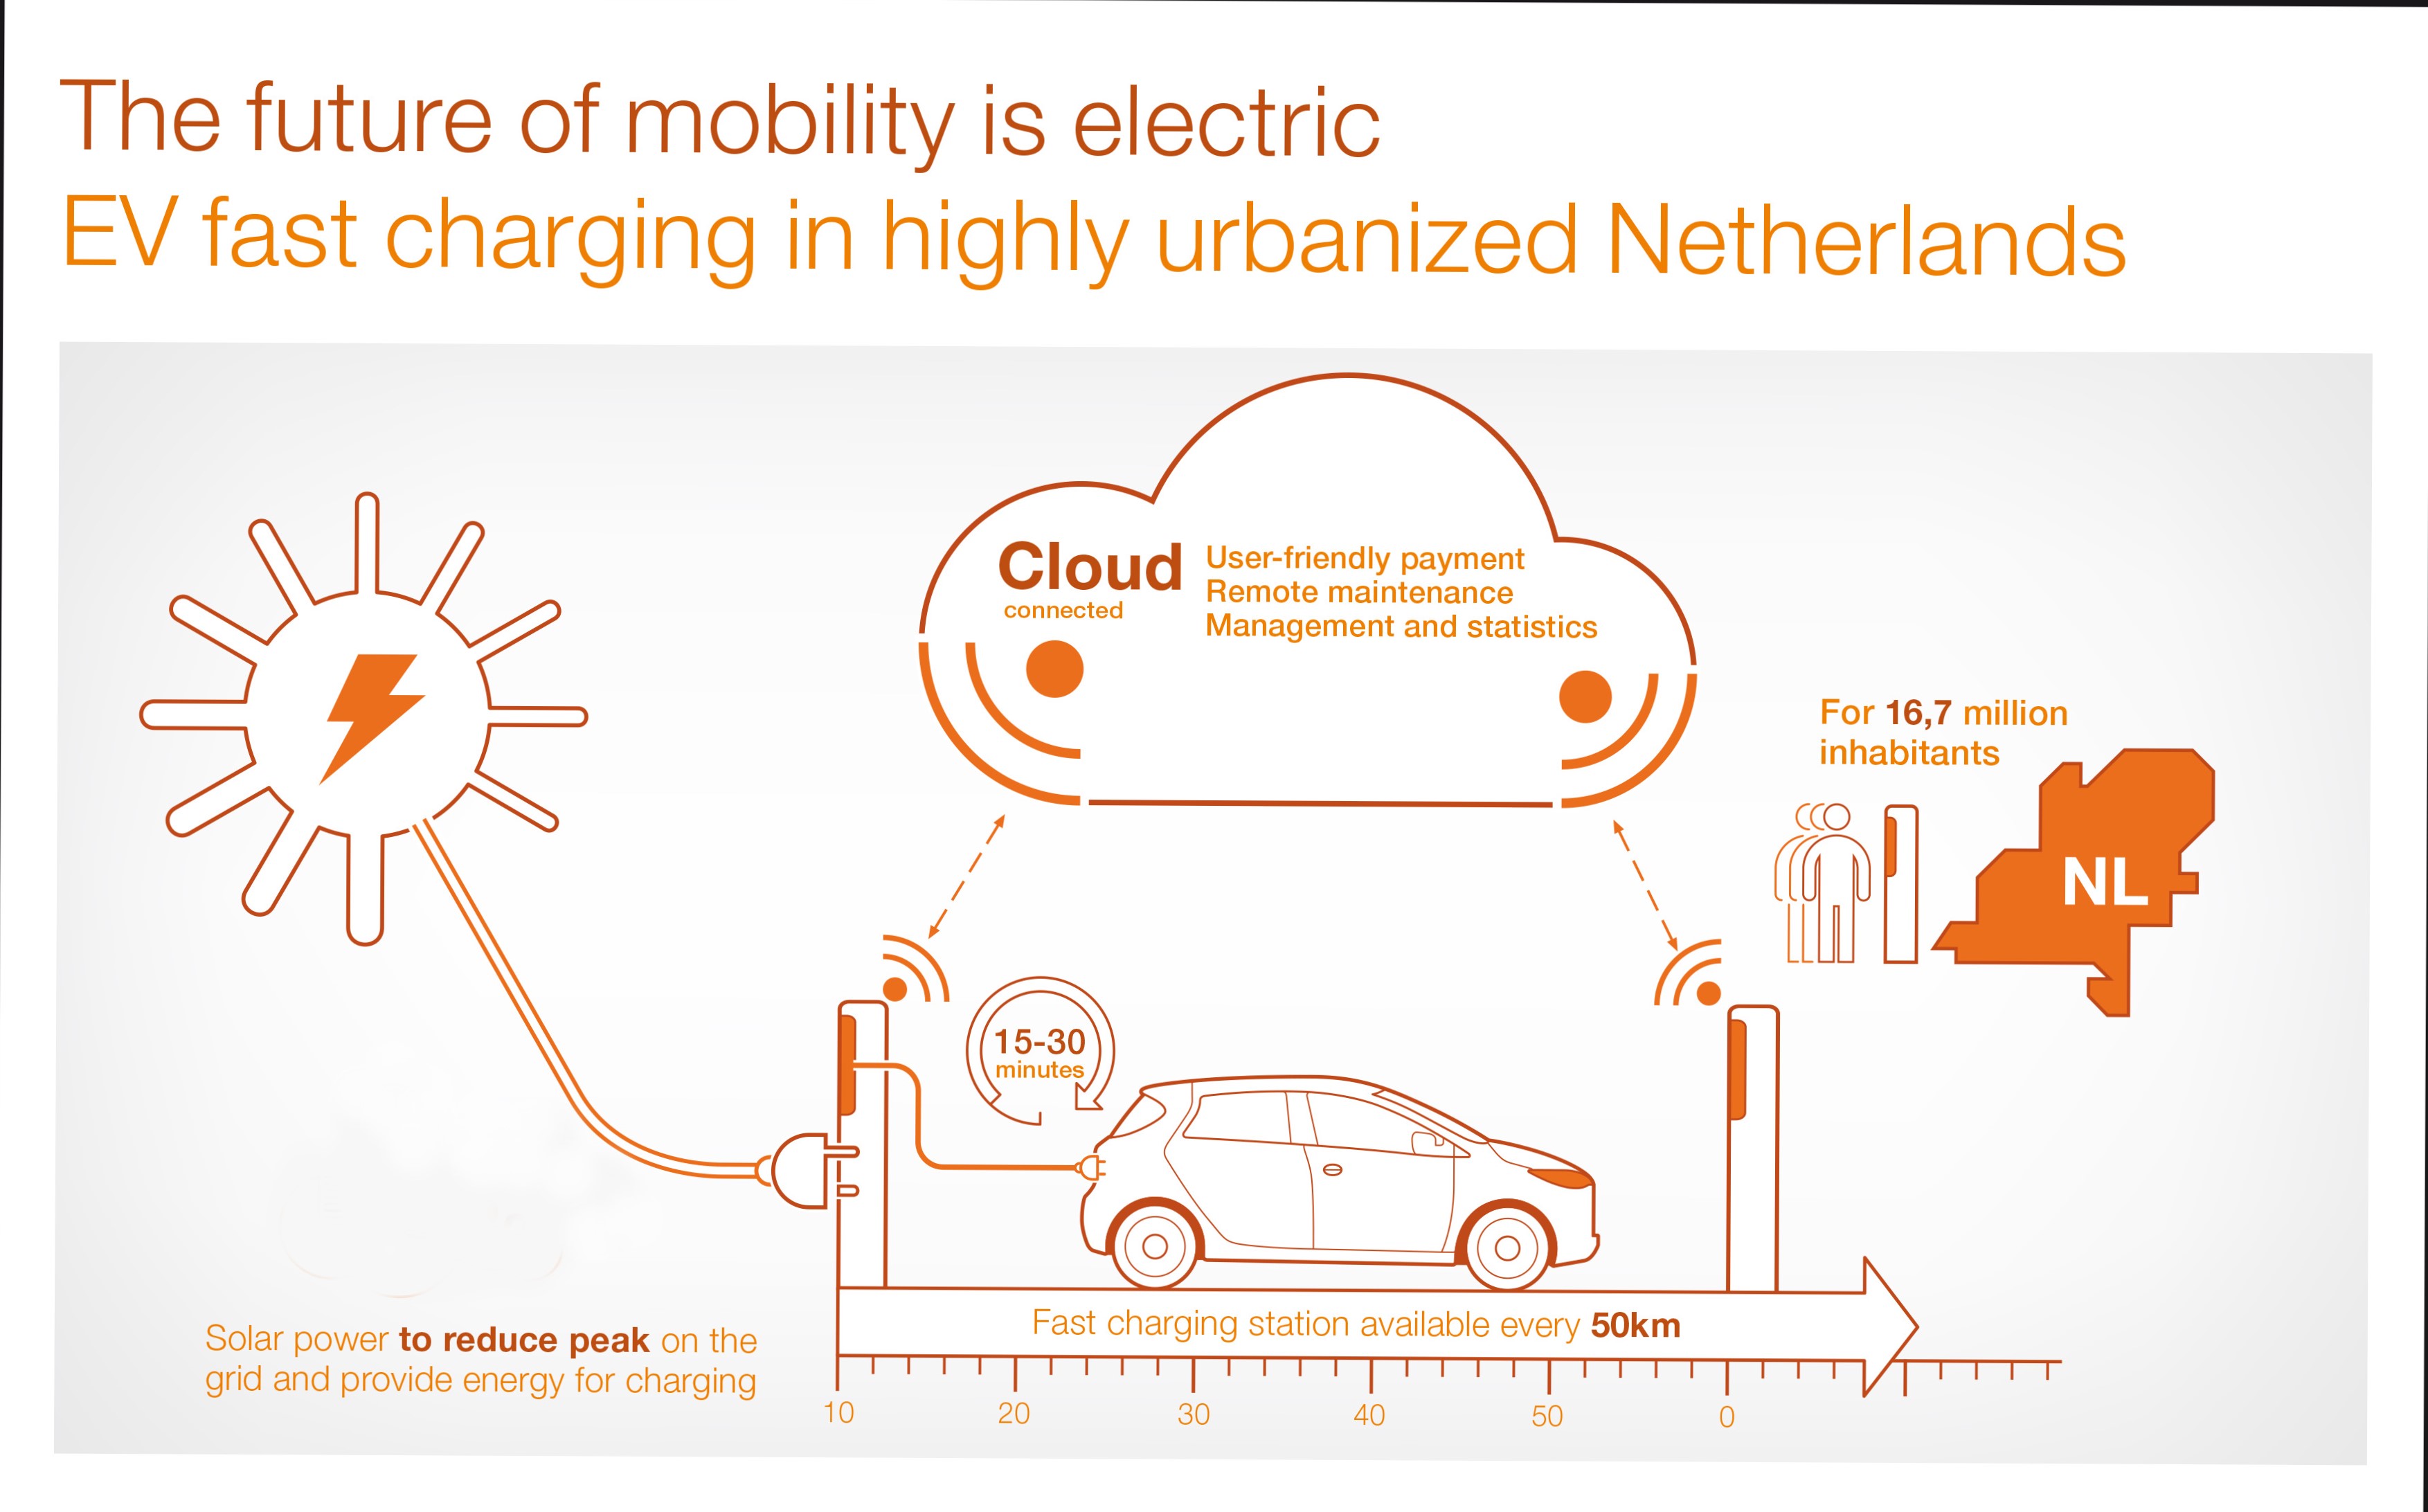 The future of mobility is electric
EV fast charging in highly urbanized Netherlands
Cloud
connected
User-friendly payment
Remote maintenance
Management and statistics
For 16,7 million
inhabitants
NL
15-30
minutes
Fast charging station available every 50km
Solar power to reduce peak on the
grid and provide energy for charging
10 20 30 40 50 0